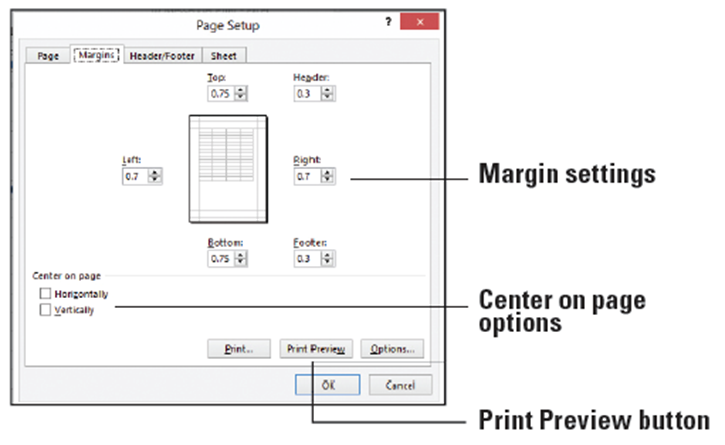 Page Setup
?
Page Margins Header/Footer Sheet
Top: Header:
0.75 0.3
Left: Right:
0.7 0.7
Margin settings
Bottom: Footer:
0.75 0.3
Center on page
Horizontally
Vertically
Center on page
options
Print... Print Preview Options...
OK Cancel
Print Preview button